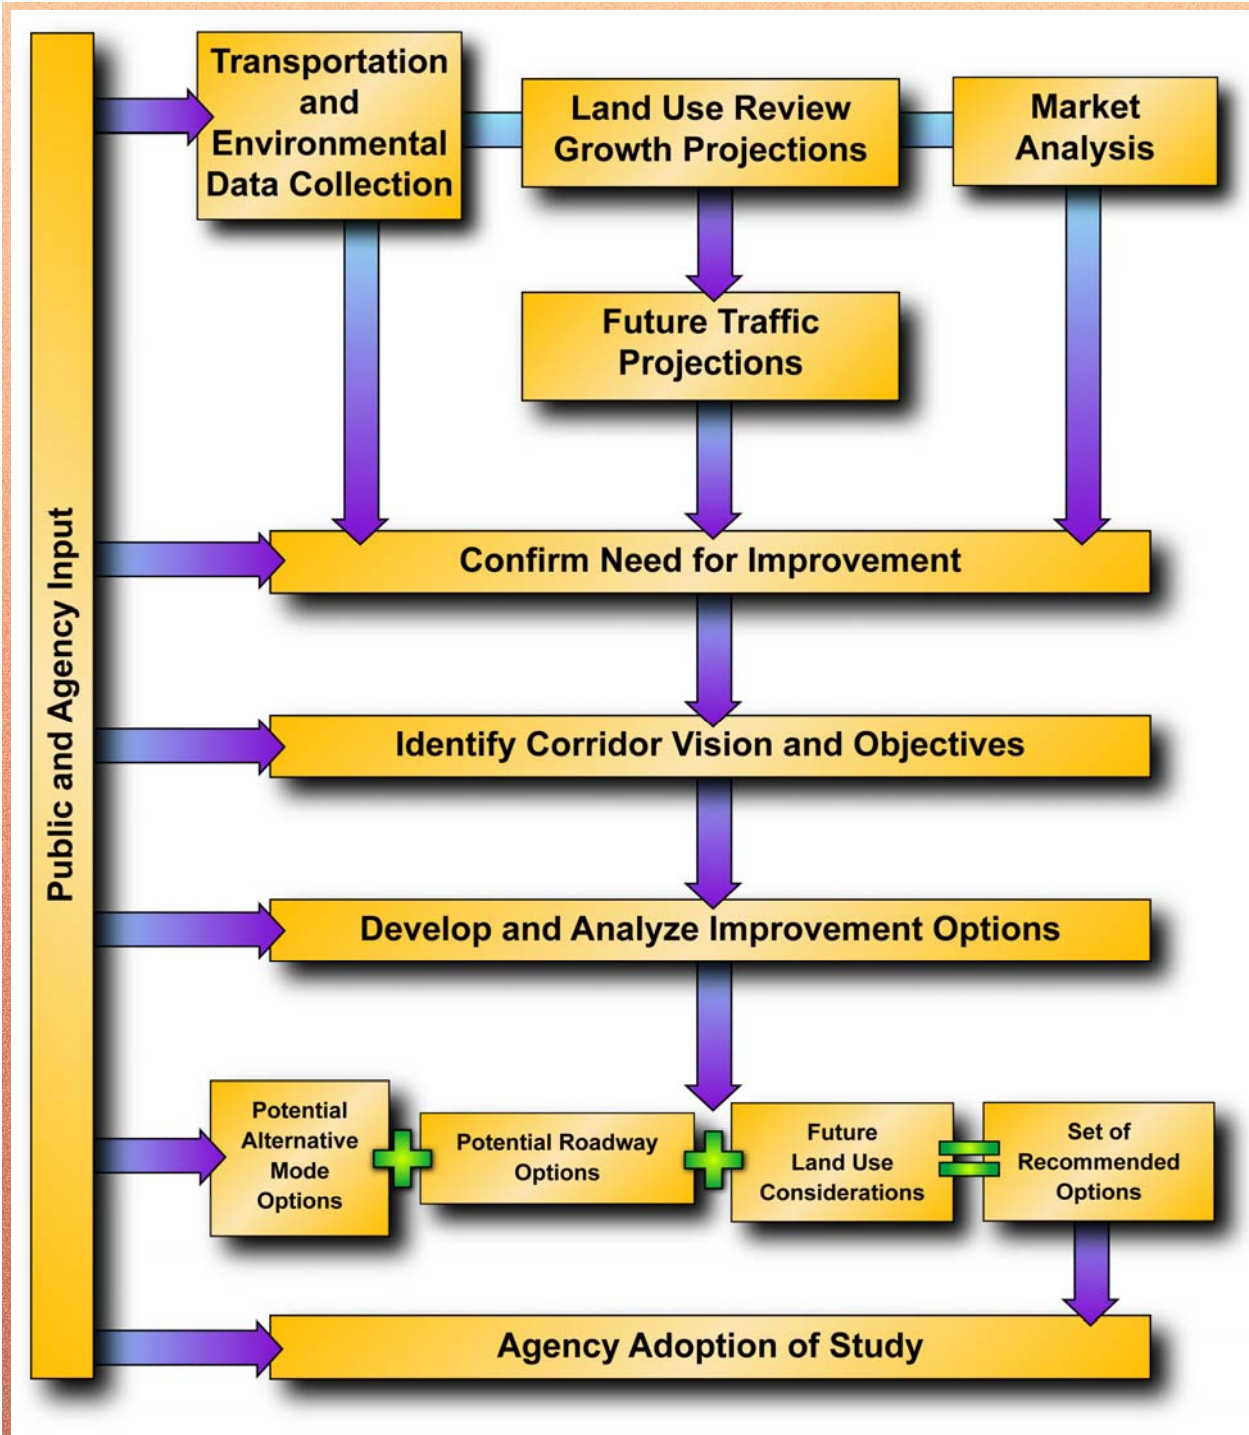 Public and Agency Input
Transportation
and
Environmental
Data Collection
Land Use Review
Growth Projections
Market
Analysis
Future Traffic
Projections
Confirm Need for Improvement
Identify Corridor Vision and Objectives
Develop and Analyze Improvement Options
Potential
Alternative
Mode
Options
Potential Roadway
Options
Future
Land Use
Considerations
Set of
Recommended
Options
Agency Adoption of Study